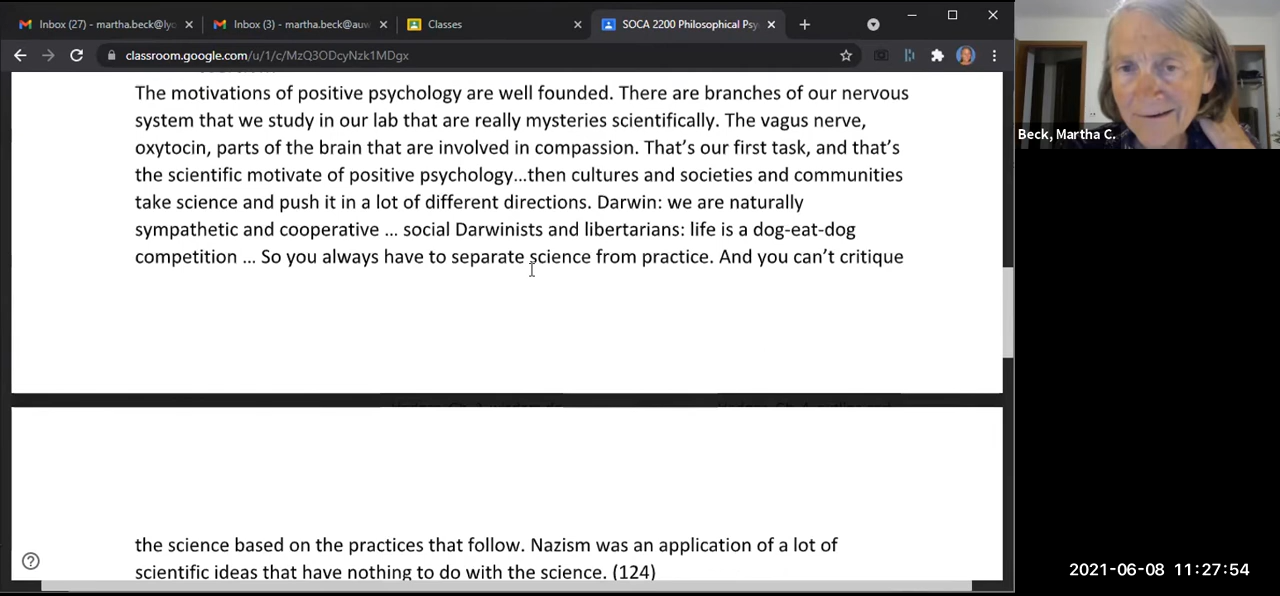 Inbox (27) - martha.beck@lyo
Inbox (3) - martha.beck@auw
Classes
SOCA 2200 Philosophical Psy
classroom.google.com/u/1/c/MzQ3ODcyNzk1MDgx
The motivations of positive psychology are well founded. There are branches of our nervous
system that we study in our lab that are really mysteries scientifically. The vagus nerve,
oxytocin, parts of the brain that are involved in compassion. That's our first task, and that's
the scientific motivate of positive psychology...then cultures and societies and communities
take science and push it in a lot of different directions. Darwin: we are naturally
sympathetic and cooperative ... social Darwinists and libertarians: life is a dog-eat-dog
competition ... So you always have to separate science from practice. And you can't critique
the science based on the practices that follow. Nazism was an application of a lot of
scientific ideas that have nothing to do with the science. (124)
Beck, Martha C.
2021-06-08 11:27:54